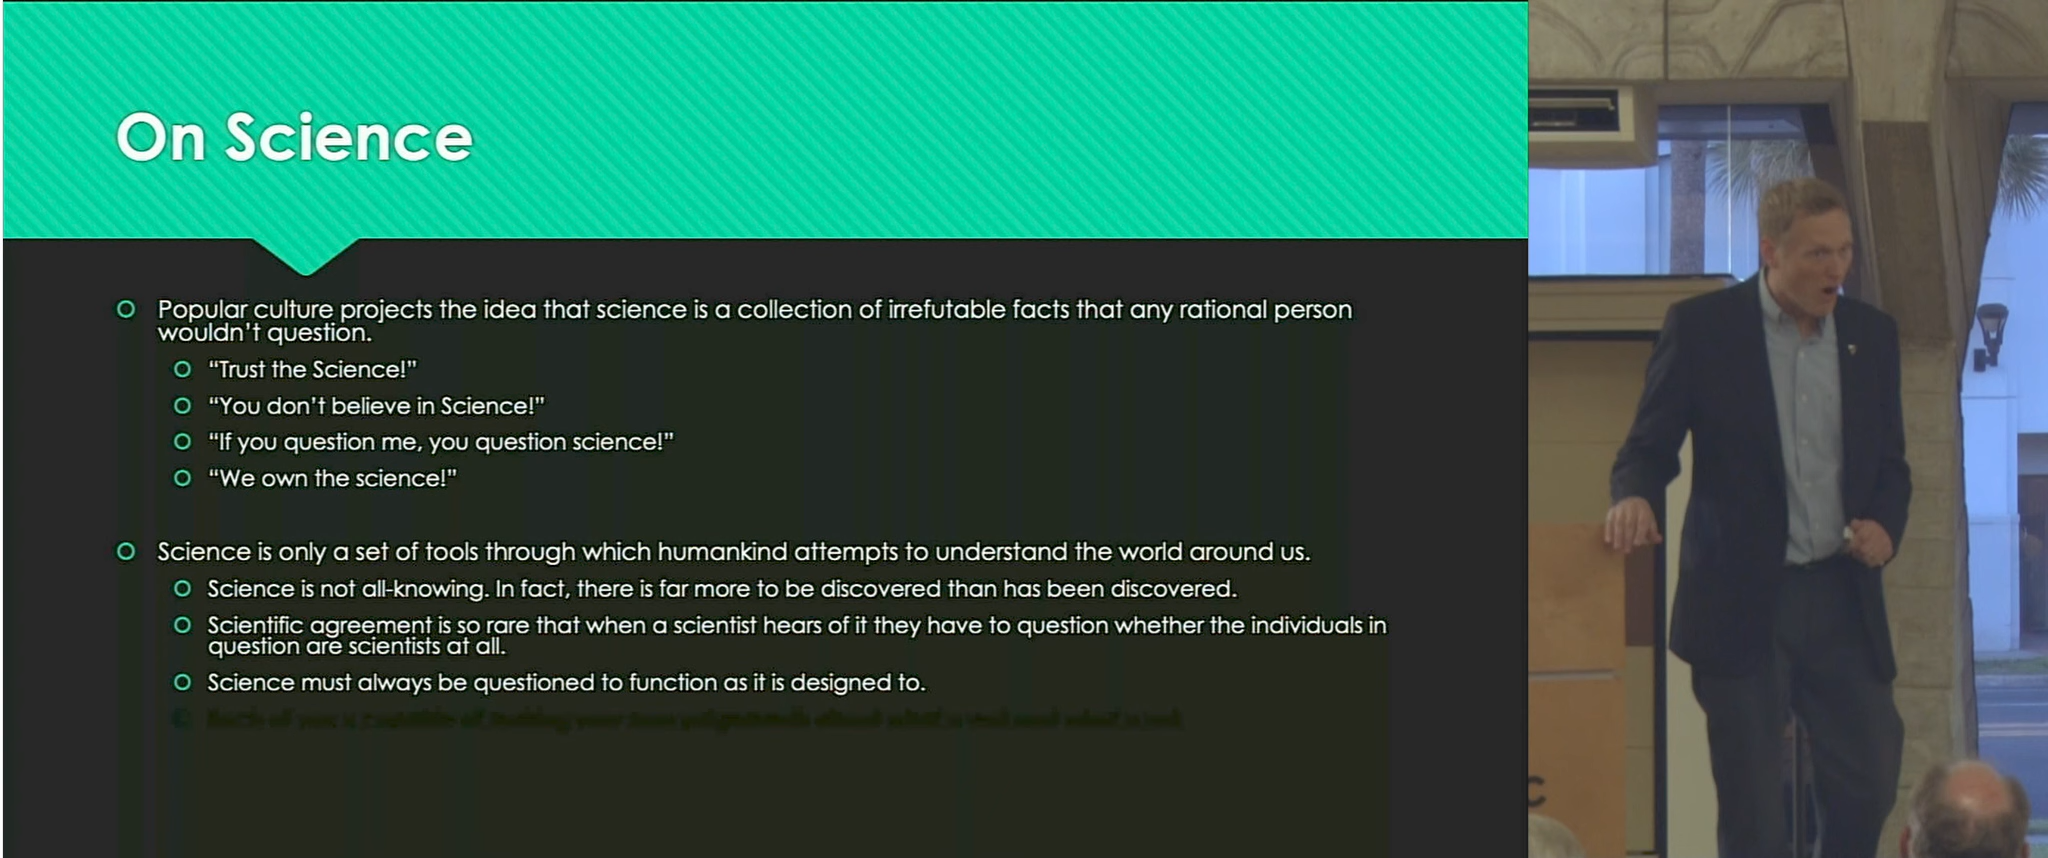 On Science
Popular culture projects the idea that science is a collection of irrefutable facts that any rational person
wouldn't question.
"Trust the Science!"
"You don't believe in Science!"
"If you question me, you question science!"
"We own the science!"
Science is only a set of tools through which humankind attempts to understand the world around us.
Science is not all-knowing. In fact, there is far more to be discovered than has been discovered.
Scientific agreement is so rare that when a scientist hears of it they have to question whether the individuals in
question are scientists at all.
Science must always be questioned to function as it is designed to.
C